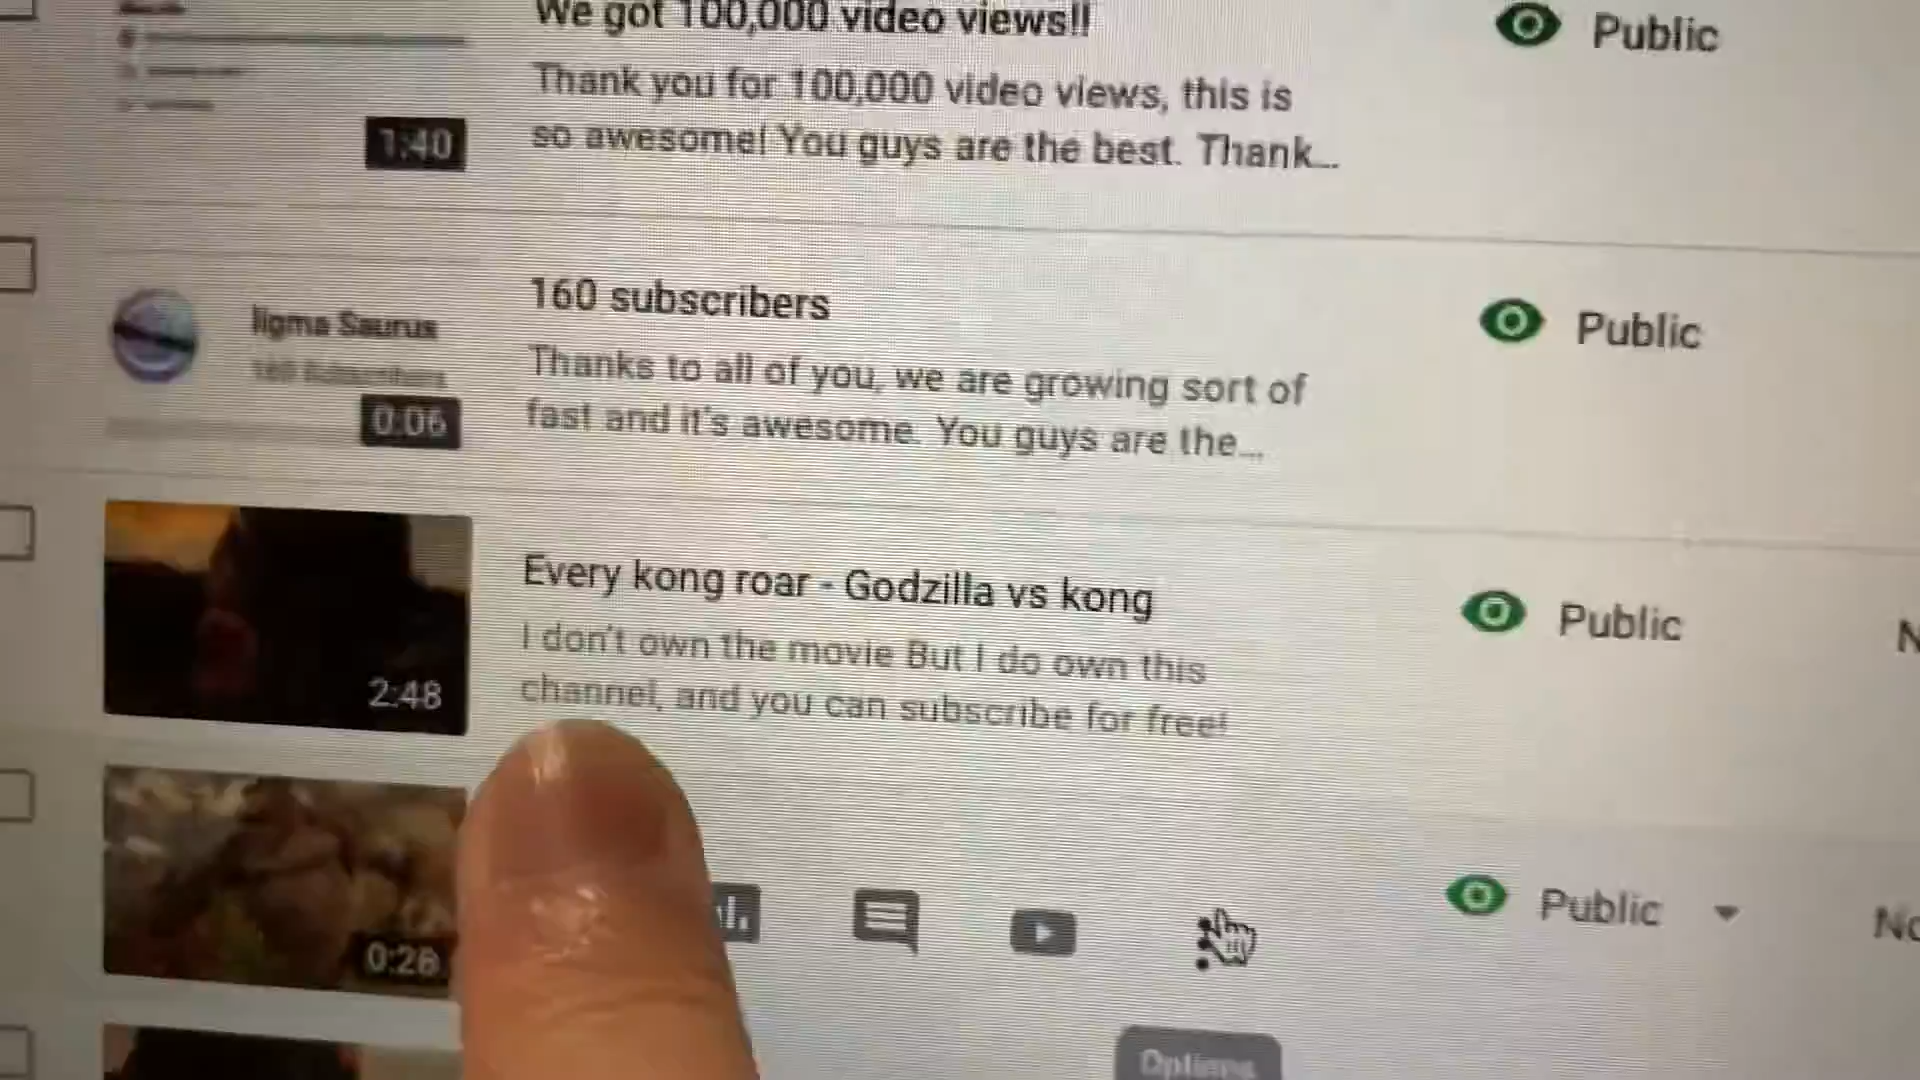 We got 100,000 video views!!
Public
Thank you for 100,000 video views, this is
so awesome! You guys are the best. Thank...
1:40
160 subscribers
Public
ligma Saurus
160 Subscribers
Thanks to all of you, we are growing sort of
fast and it's awesome. You guys are the...
0:06
Every kong roar - Godzilla vs kong
Public
I don't own the movie But I do own this
channel, and you can subscribe for free!
2:48
Public
0:28
Options